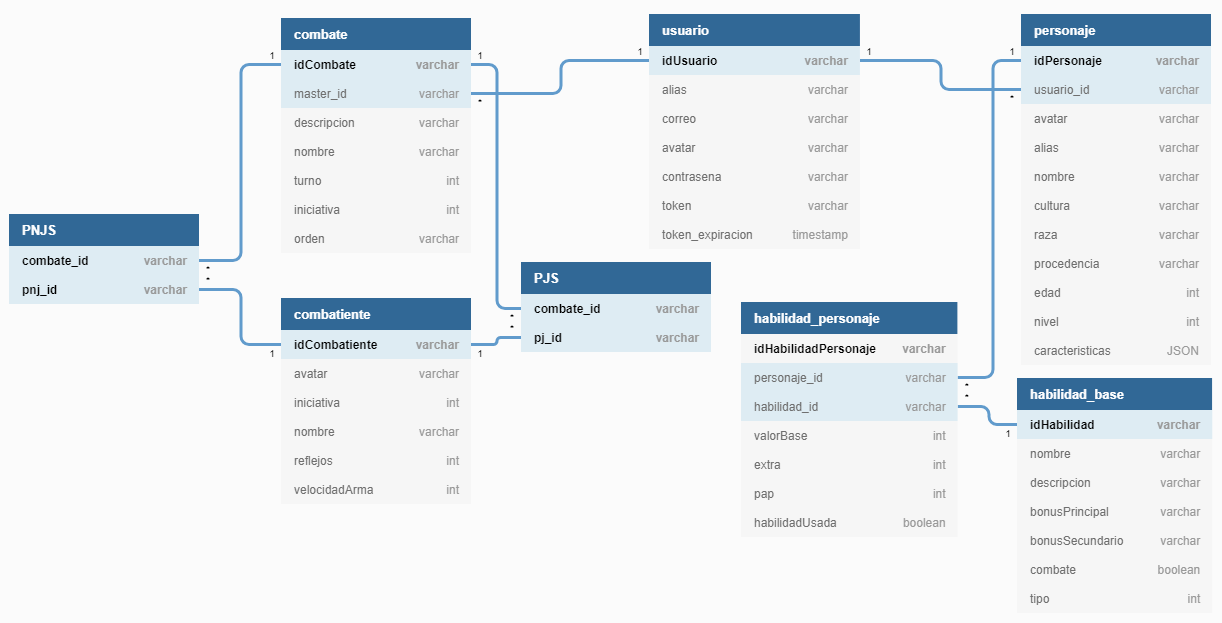 combate
idCombate varchar
master_id varchar
descripcion varchar
nombre varchar
turno int
iniciativa int
orden varchar
usuario
idUsuario varchar
alias varchar
correo varchar
avatar varchar
contrasena varchar
token varchar
token_expiracion timestamp
personaje
idPersonaje varchar
usuario_id varchar
avatar varchar
alias varchar
nombre varchar
cultura varchar
raza varchar
procedencia varchar
edad int
nivel int
caracteristicas JSON
PNJS
combate_id varchar
pnj_id varchar
combatiente
idCombatiente varchar
avatar varchar
iniciativa int
nombre varchar
reflejos int
velocidadArma int
PJS
combate_id varchar
pj_id varchar
habilidad_personaje
idHabilidadPersonaje varchar
personaje_id varchar
habilidad_id varchar
valorBase int
extra int
pap int
habilidadUsada boolean
habilidad_base
idHabilidad varchar
nombre varchar
descripcion varchar
bonusPrincipal varchar
bonusSecundario varchar
combate boolean
tipo int
1
1
1
1
1
1
1
1